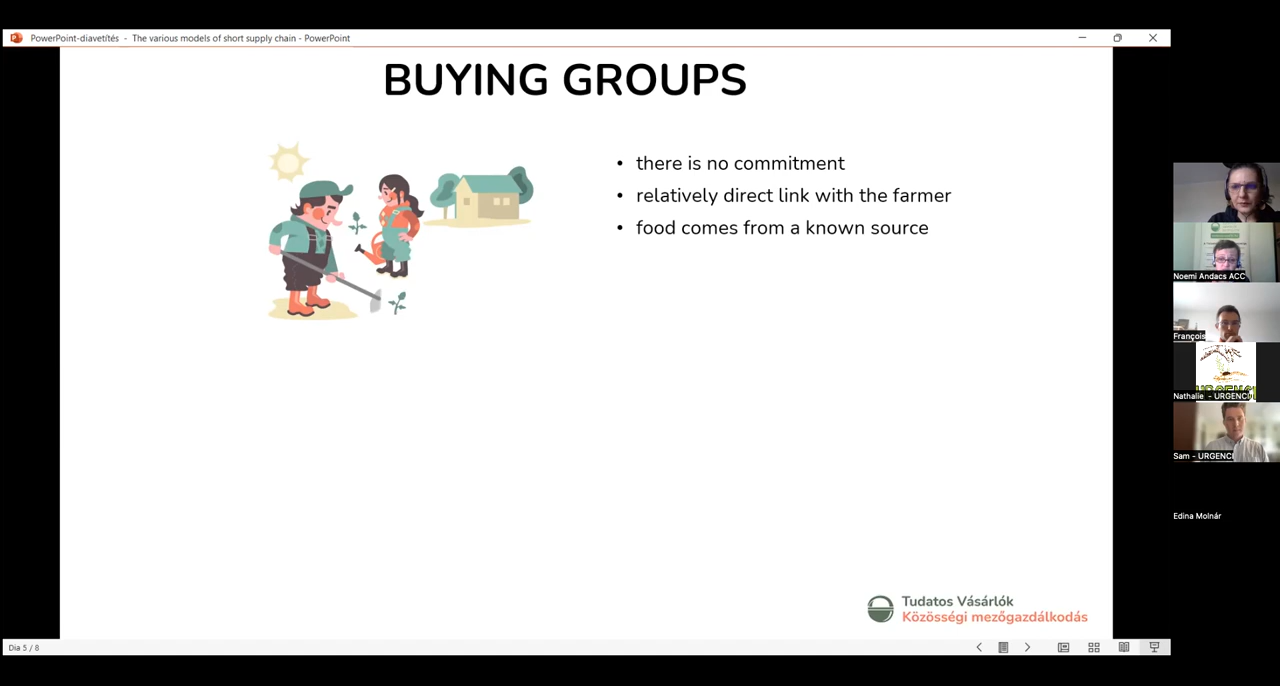 PowerPoint-diavetítés - The various models of short supply chain - PowerPoint
BUYING GROUPS
• there is no commitment
• relatively direct link with the farmer
• food comes from a known source
Tudatos Vásárlók
Közösségi mezőgazdálkodás
Dia 5 / 8
Noemi Andacs ACC
François
URGENCI
Nathalie - URGENCI
Sam - URGENCI
Edina Molnár